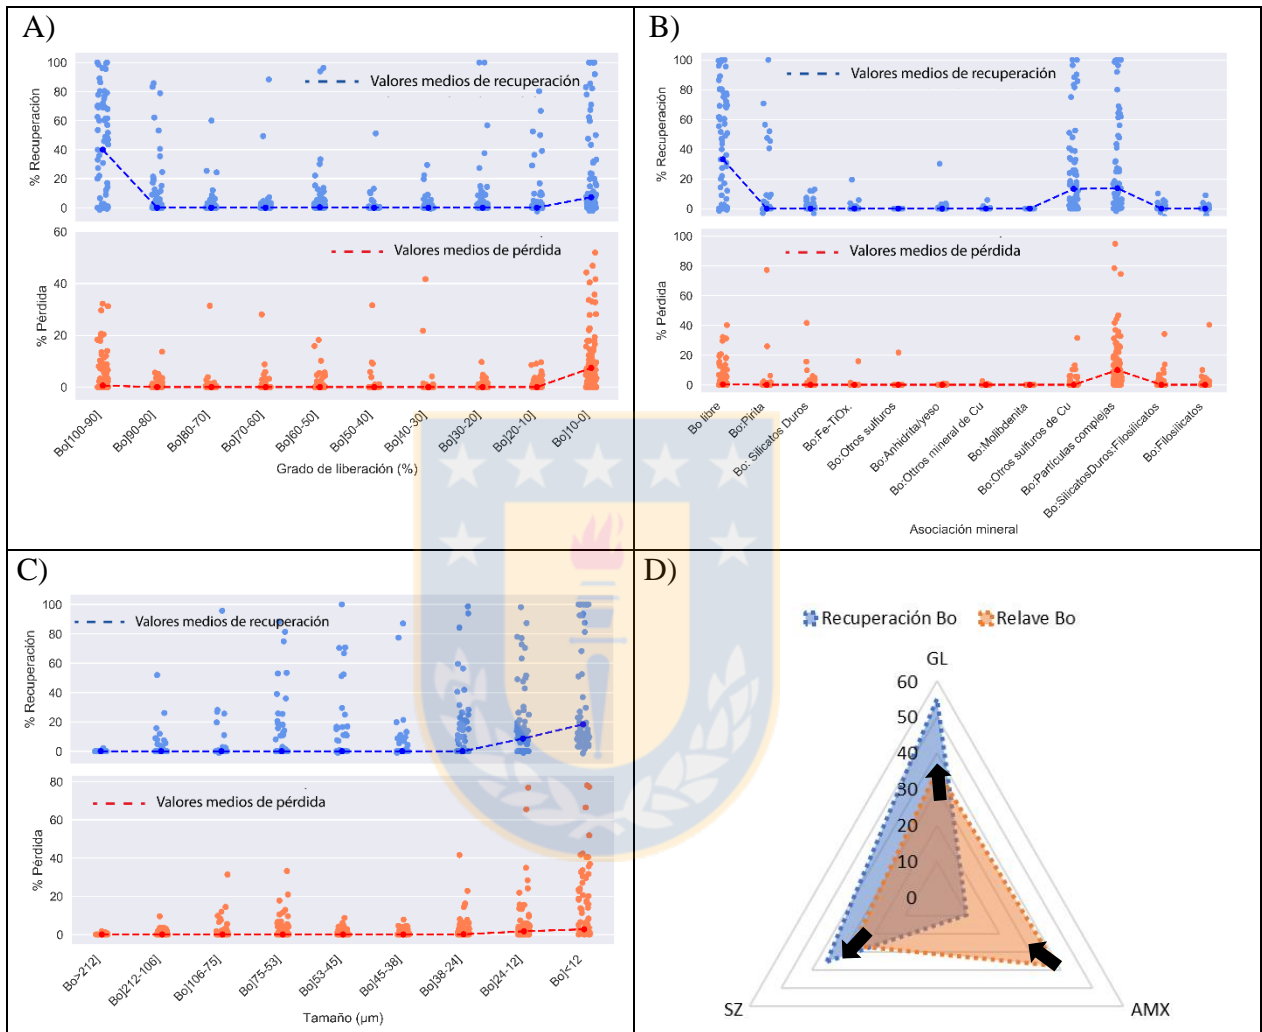 A)
Valores medios de recuperación
% Recuperación
100
80
60
40
20
0
Valores medios de pérdida
% Pérdida
60
40
20
0
Bo[100-90]
Bo]90-80]
Bo]80-70]
Bo]70-60]
Bo]60-50]
Bo]50-40]
Bo]40-30]
Bo]30-20]
Bo]20-10]
Bo]10-0]
Grado de liberación (%)
B)
Valores medios de recuperación
% Recuperación
100
80
60
40
20
0
Valores medios de pérdida
% Pérdida
100
80
60
40
20
0
Bo libre
Bo:Pirita
Bo: Silicatos Duros
Bo:Fe-TiOx.
Bo:Otros sulfuros
Bo:Anhidrita/yeso
Bo:Ottros mineral de Cu
Bo:Molibdenita
Bo:Otros sulfuros de Cu
Bo:Partículas complejas
Bo:SilicatosDuros:Filosilicatos
Bo:Filosilicatos
Asociación mineral
C)
Valores medios de recuperación
% Recuperación
100
80
60
40
20
0
Valores medios de pérdida
% Pérdida
80
60
40
20
0
Bo>212]
Bo]212-106]
Bo]106-75]
Bo]75-53]
Bo]53-45]
Bo]45-38]
Bo]38-24]
Bo]24-12]
Bo]<12
Tamaño (µm)
D)
Recuperación Bo
Relave Bo
GL
60
50
40
30
20
10
0
SZ
AMX